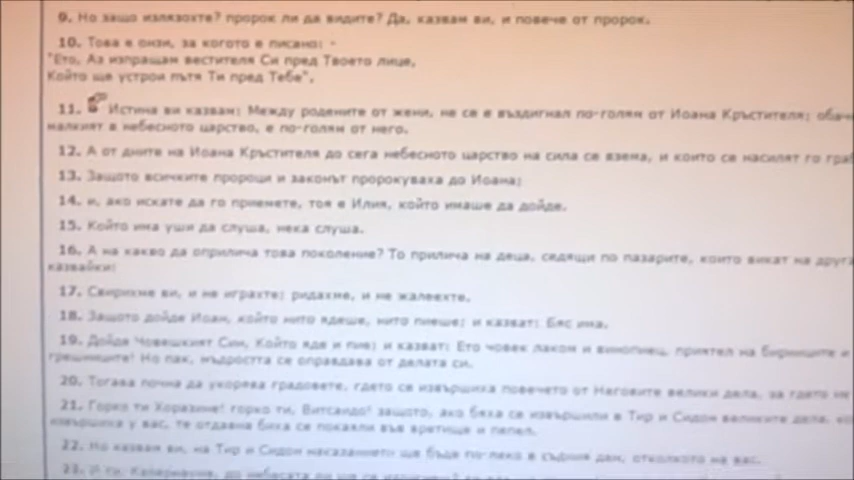 9. Но защо излязохте? пророк ли да видите? Да, казвам ви, и повече от пророк.
10. Това е онзи, за когото е писано: -
"Ето, Аз изпращам вестителя Си пред Твоето лице,
Който ще устрои пътя Ти пред Тебе".
11. Истина ви казвам: Между родените от жени, не се е въздигнал по-голям от Иоана Кръстителя; обаче
малкият в небесното царство, е по-голям от него.
12. А от дните на Иоана Кръстителя до сега небесното царство на сила се взема, и които се насилят го граб
13. Защото всичките пророци и законът пророкуваха до Иоана;
14. и, ако искате да го приемете, тоя е Илия, който имаше да дойде.
15. Който има уши да слуша, нека слуша.
16. А на какво да оприлича това поколение? То прилича на деца, седящи по пазарите, които викат на друга
казвайки:
17. Свирихме ви, и не играхте; ридахме, и не жалеехте.
18. Защото дойде Иоан, който нито ядеше, нито пиеше; и казват: Бяс има.
19. Дойде Човешкият Син, Който яде и пие; и казват: Ето човек лаком и винопиец, приятел на бирниците и
грешниците! Но пак, мъдростта се оправдава от делата си.
20. Тогава почна да укорява градовете, гдето се извършиха повечето от Неговите велики дела, за гдето не
21. Горко ти Хоразине! горко ти, Витсаидо! защото, ако бяха се извършили в Тир и Сидон великите дела, ко
извършиха у вас, те отдавна биха се покаяли във вретище и пепел.
22. Но казвам ви, на Тир и Сидон наказанието ще бъде по-леко в съдния ден, отколкото на вас.
23. И ти, Капернауме, до небесата ли ще се